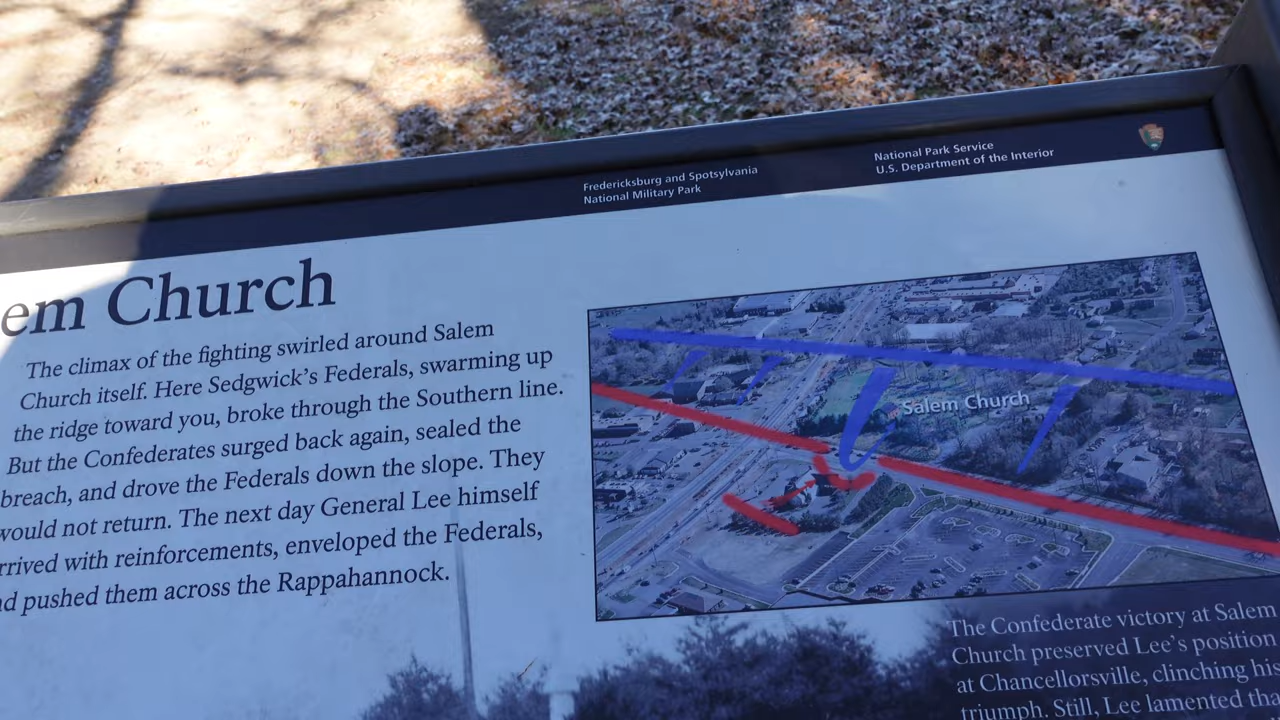 Fredericksburg and Spotsylvania
National Military Park
National Park Service
U.S. Department of the Interior
em Church
The climax of the fighting swirled around Salem
Church itself. Here Sedgwick's Federals, swarming up
the ridge toward you, broke through the Southern line.
But the Confederates surged back again, sealed the
breach, and drove the Federals down the slope. They
would not return. The next day General Lee himself
rrived with reinforcements, enveloped the Federals,
d pushed them across the Rappahannock.
Salem Church
The Confederate victory at Salem
Church preserved Lee's position
at Chancellorsville, clinching his
triumph. Still, Lee lamented tha